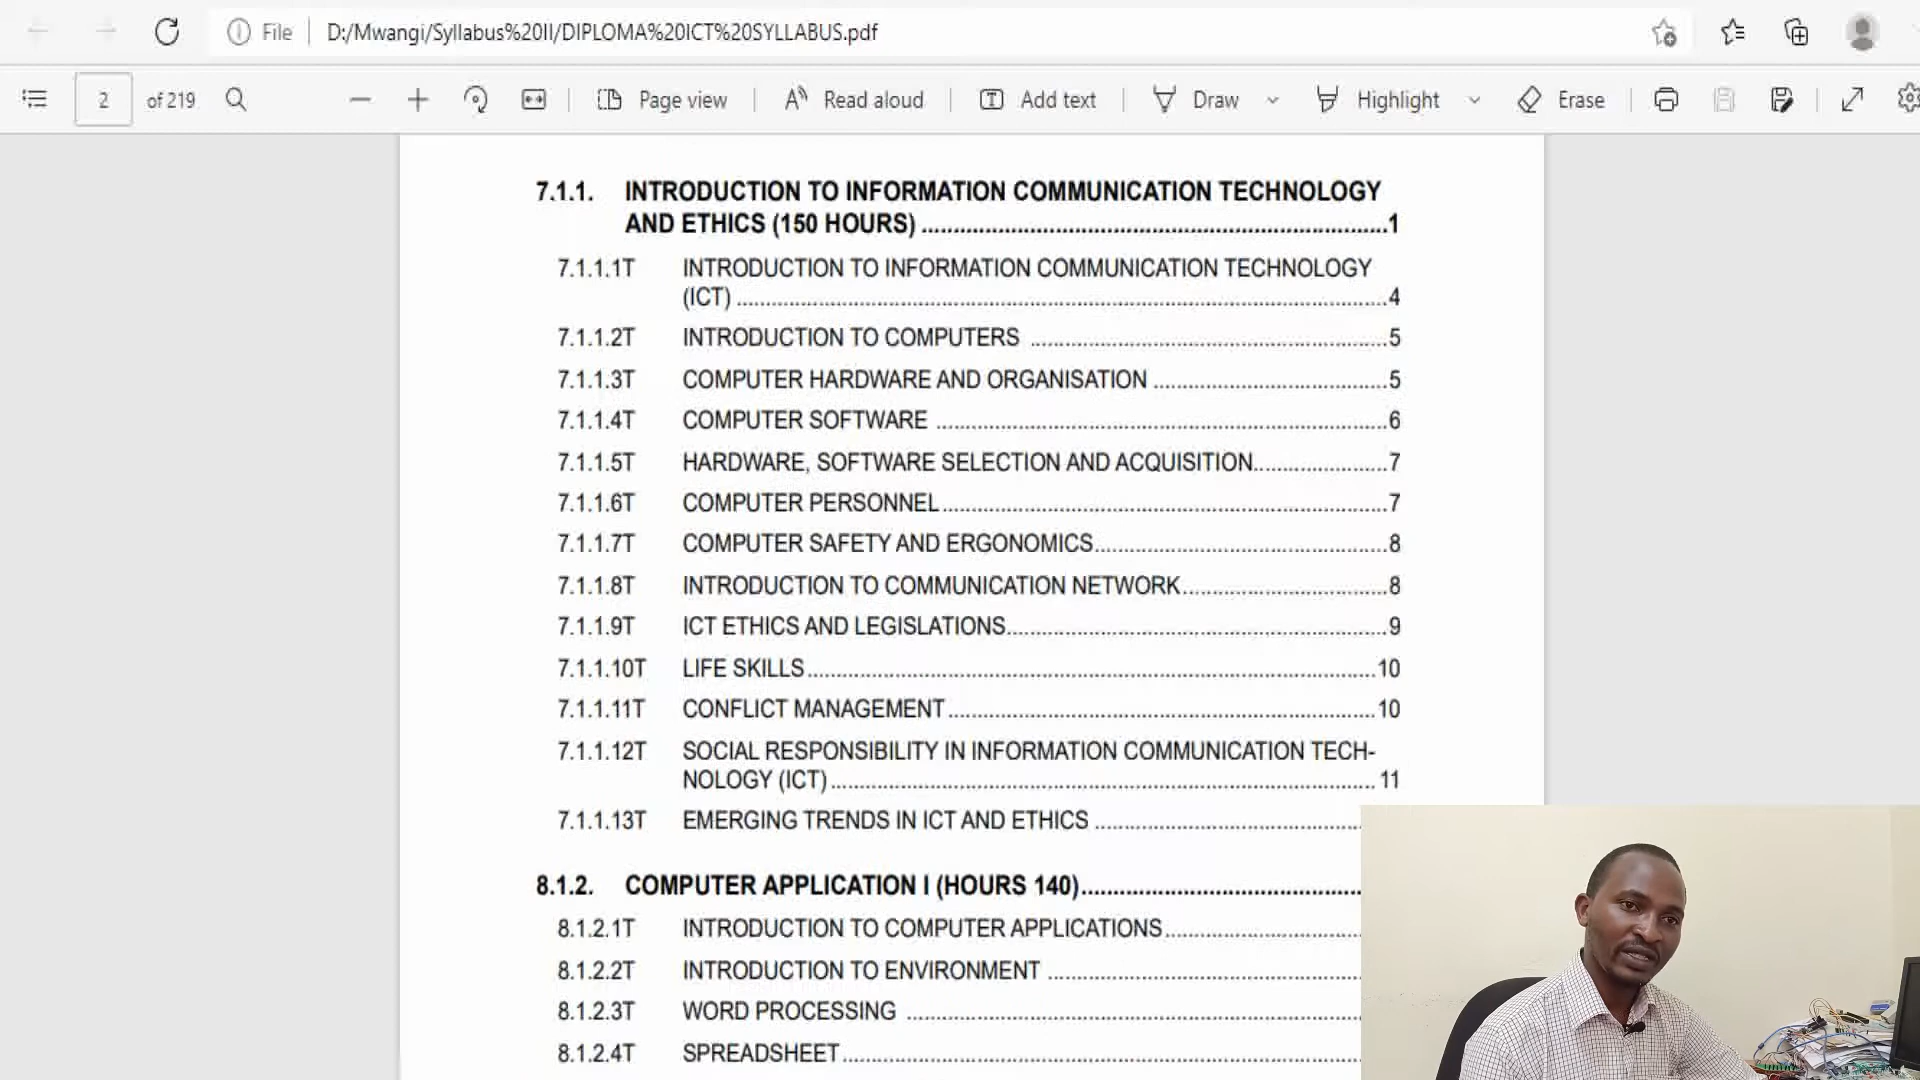 File D:/Mwangi/Syllabus%20II/DIPLOMA%20ICT%20SYLLABUS.pdf
2 of 219 Page view Read aloud Add text Draw Highlight Erase
7.1.1. INTRODUCTION TO INFORMATION COMMUNICATION TECHNOLOGY
AND ETHICS (150 HOURS) ..........................................................................1
7.1.1.1T INTRODUCTION TO INFORMATION COMMUNICATION TECHNOLOGY
(ICT) ....................................................................................................4
7.1.1.2T INTRODUCTION TO COMPUTERS .......................................................5
7.1.1.3T COMPUTER HARDWARE AND ORGANISATION ....................................5
7.1.1.4T COMPUTER SOFTWARE .....................................................................6
7.1.1.5T HARDWARE, SOFTWARE SELECTION AND ACQUISITION.....................7
7.1.1.6T COMPUTER PERSONNEL....................................................................7
7.1.1.7T COMPUTER SAFETY AND ERGONOMICS.............................................8
7.1.1.8T INTRODUCTION TO COMMUNICATION NETWORK................................8
7.1.1.9T ICT ETHICS AND LEGISLATIONS..........................................................9
7.1.1.10T LIFE SKILLS........................................................................................10
7.1.1.11T CONFLICT MANAGEMENT..................................................................10
7.1.1.12T SOCIAL RESPONSIBILITY IN INFORMATION COMMUNICATION TECH-
NOLOGY (ICT)....................................................................................11
7.1.1.13T EMERGING TRENDS IN ICT AND ETHICS .........................................
8.1.2. COMPUTER APPLICATION I (HOURS 140)............................................
8.1.2.1T INTRODUCTION TO COMPUTER APPLICATIONS..............................
8.1.2.2T INTRODUCTION TO ENVIRONMENT ................................................
8.1.2.3T WORD PROCESSING ......................................................................
8.1.2.4T SPREADSHEET................................................................................